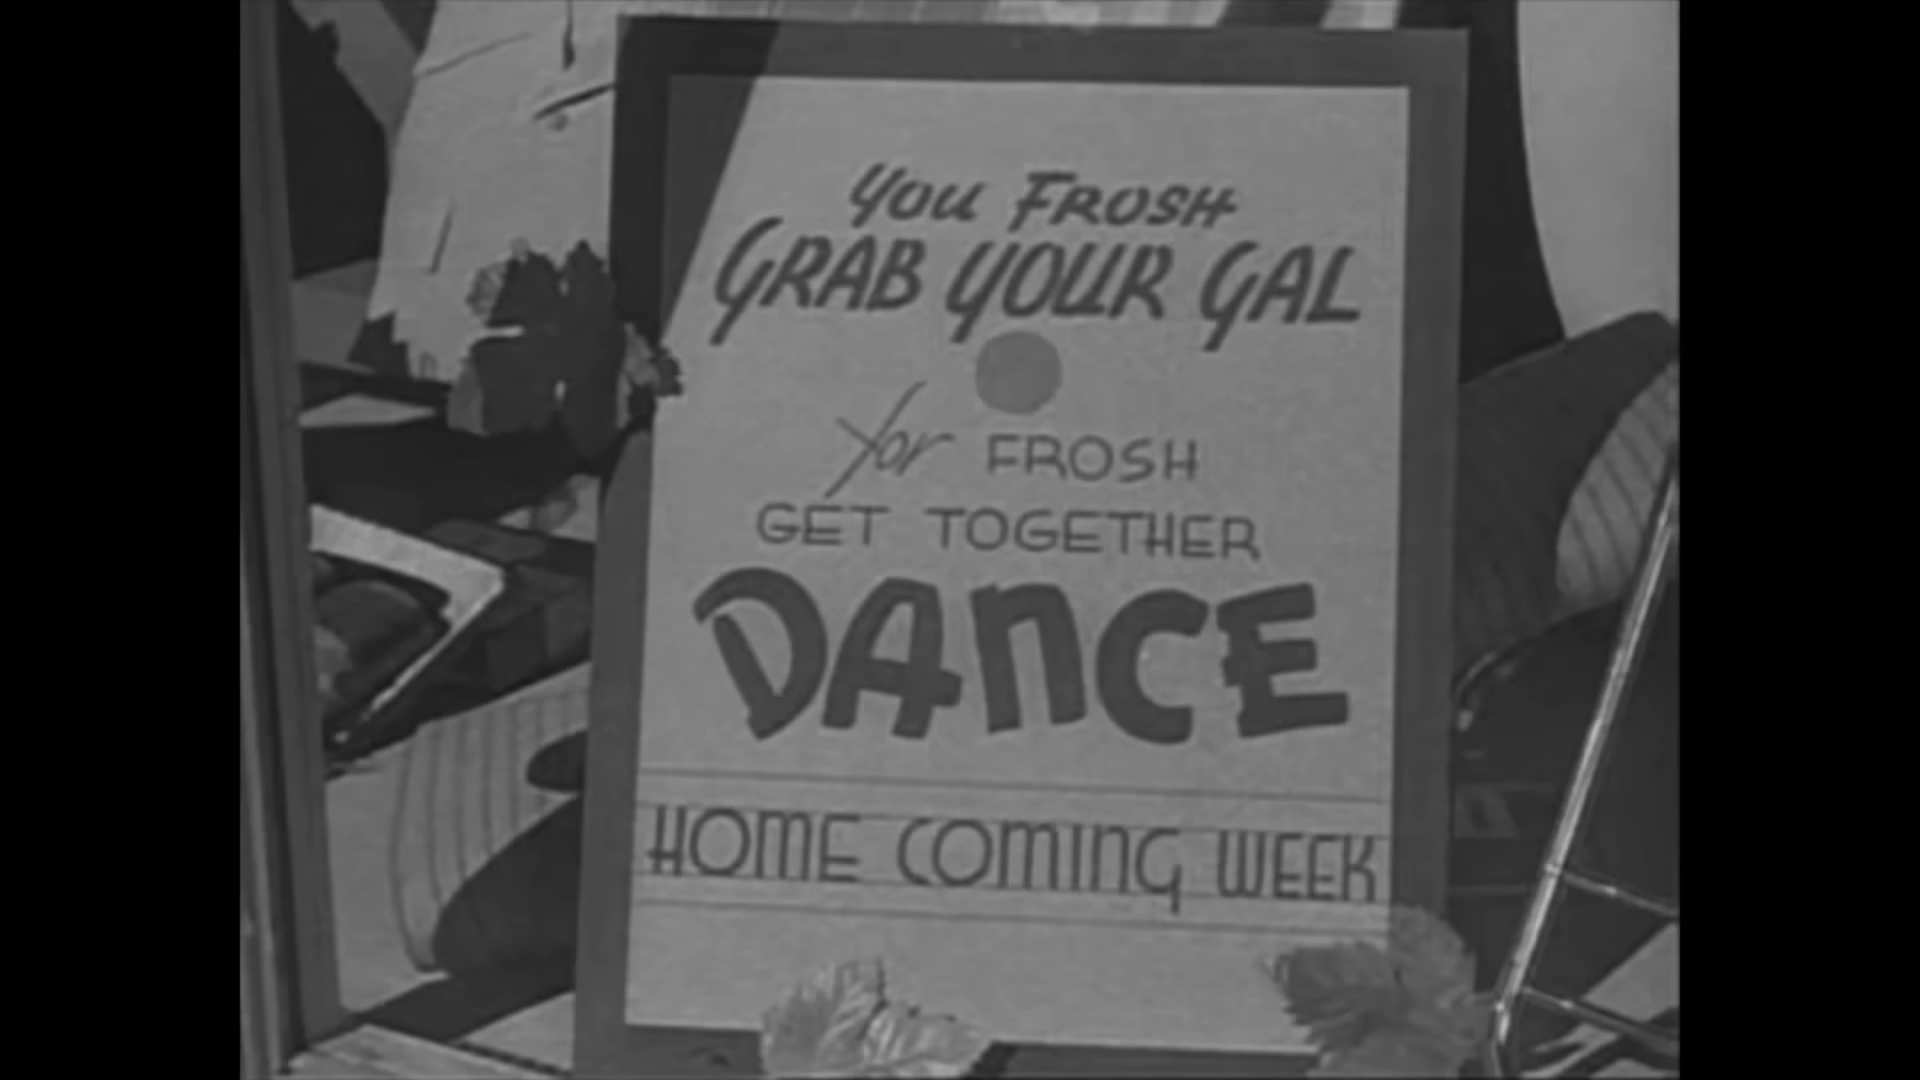 You FROSH
GRAB YOUR GAL
for FROSH
GET TOGETHER
DANCE
HOME COMING WEEK